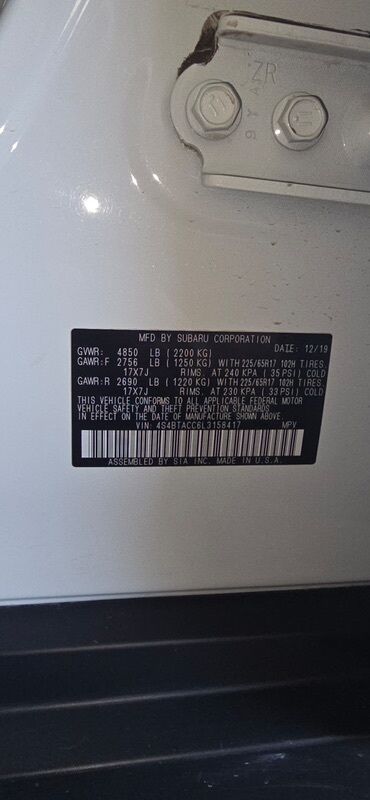 ZR
MFD BY SUBARU CORPORATION DATE: 12/19
GVWR: 4850 LB ( 2200 KG)
GAWR:F 2756 LB ( 1250 KG) WITH 225/65R17 102H TIRES.
17X7J RIMS. AT 240 KPA ( 35 PSI) COLD
GAWR:R 2690 LB ( 1220 KG) WITH 225/65R17 102H TIRES.
17X7J RIMS. AT 230 KPA ( 33 PSI) COLD
THIS VEHICLE CONFORMS TO ALL APPLICABLE FEDERAL MOTOR
VEHICLE SAFETY AND THEFT PREVENTION STANDARDS
IN EFFECT ON THE DATE OF MANUFACTURE SHOWN ABOVE.
VIN: 4S4BTACC6L3158417 MPV
ASSEMBLED BY SIA INC. MADE IN U.S.A.